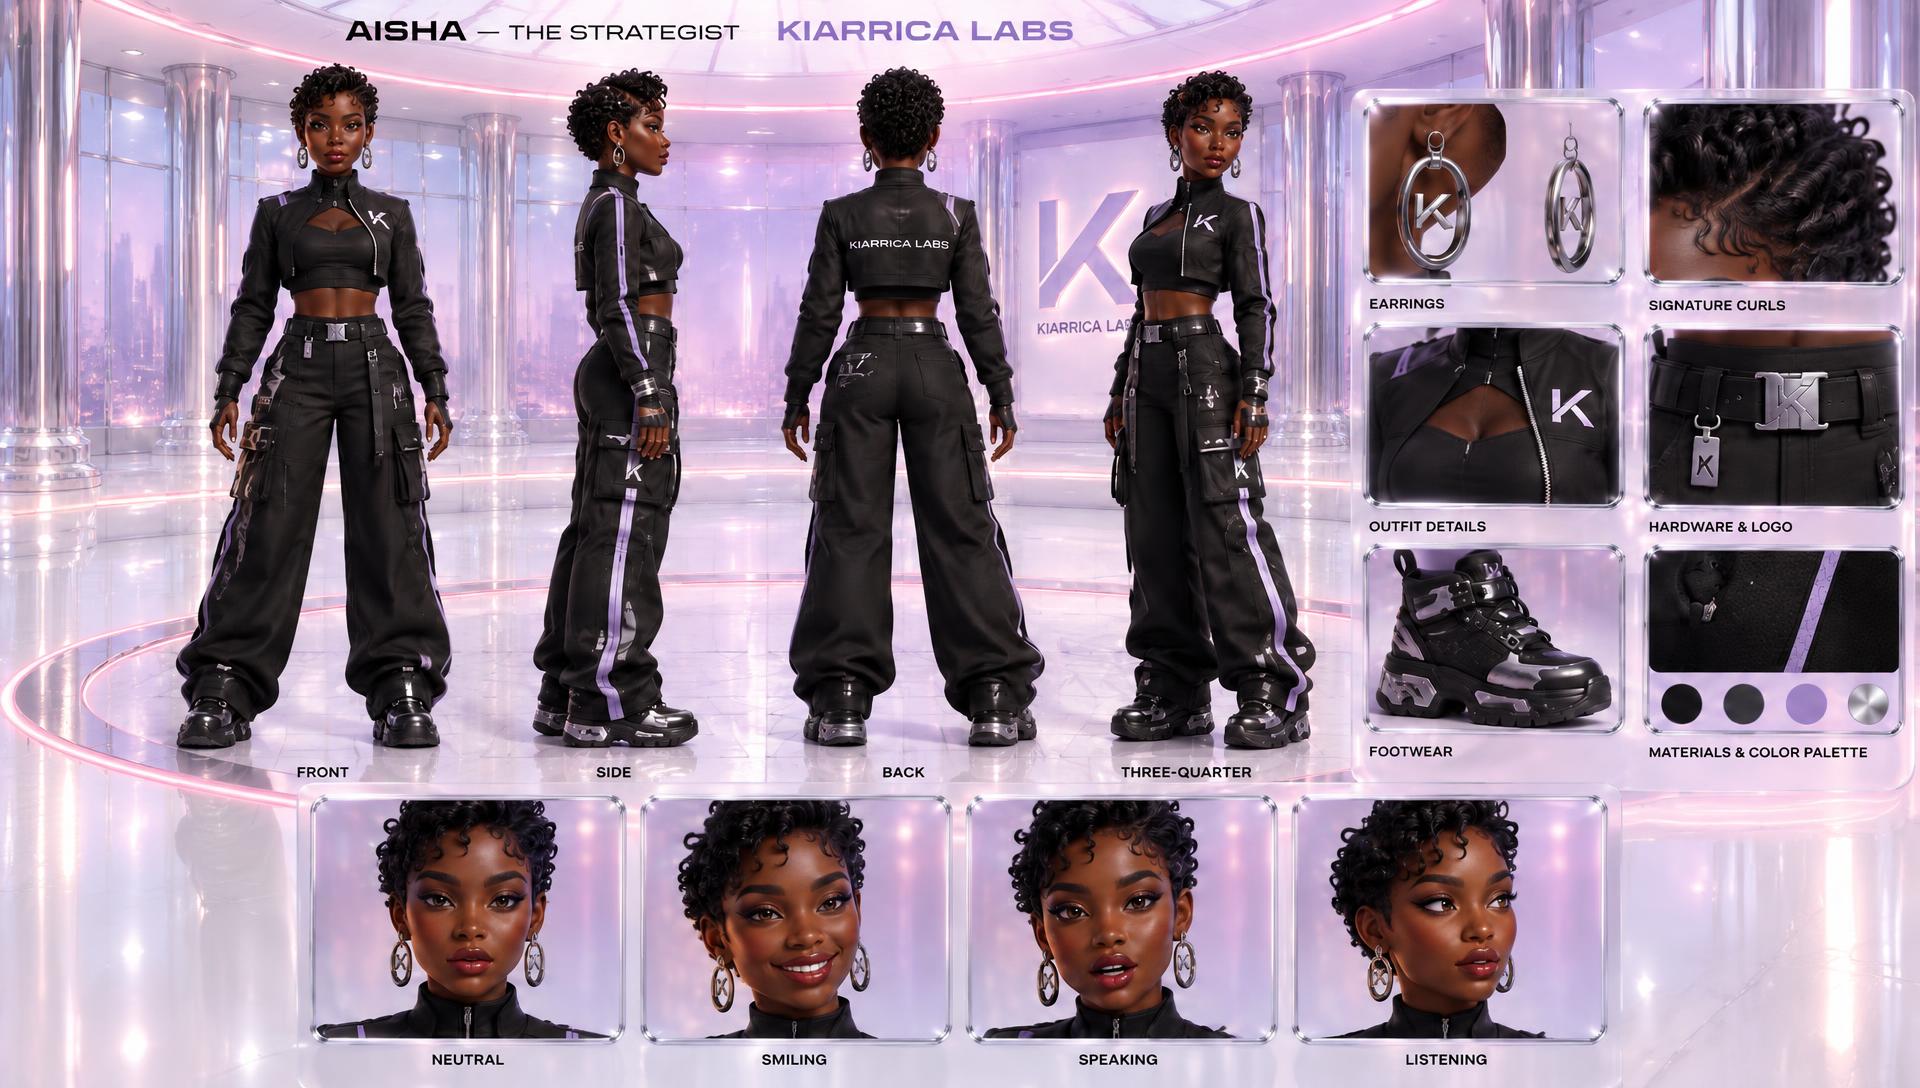 AISHA — THE STRATEGIST KIARRICA LABS
K
K
KIARRICA LABS
K
KIARRICA LAB
K
K
K
K
K
EARRINGS
SIGNATURE CURLS
K
K
K
OUTFIT DETAILS
HARDWARE & LOGO
FOOTWEAR
MATERIALS & COLOR PALETTE
FRONT
SIDE
BACK
THREE-QUARTER
K
K
K
K
K
K
K
NEUTRAL
SMILING
SPEAKING
LISTENING